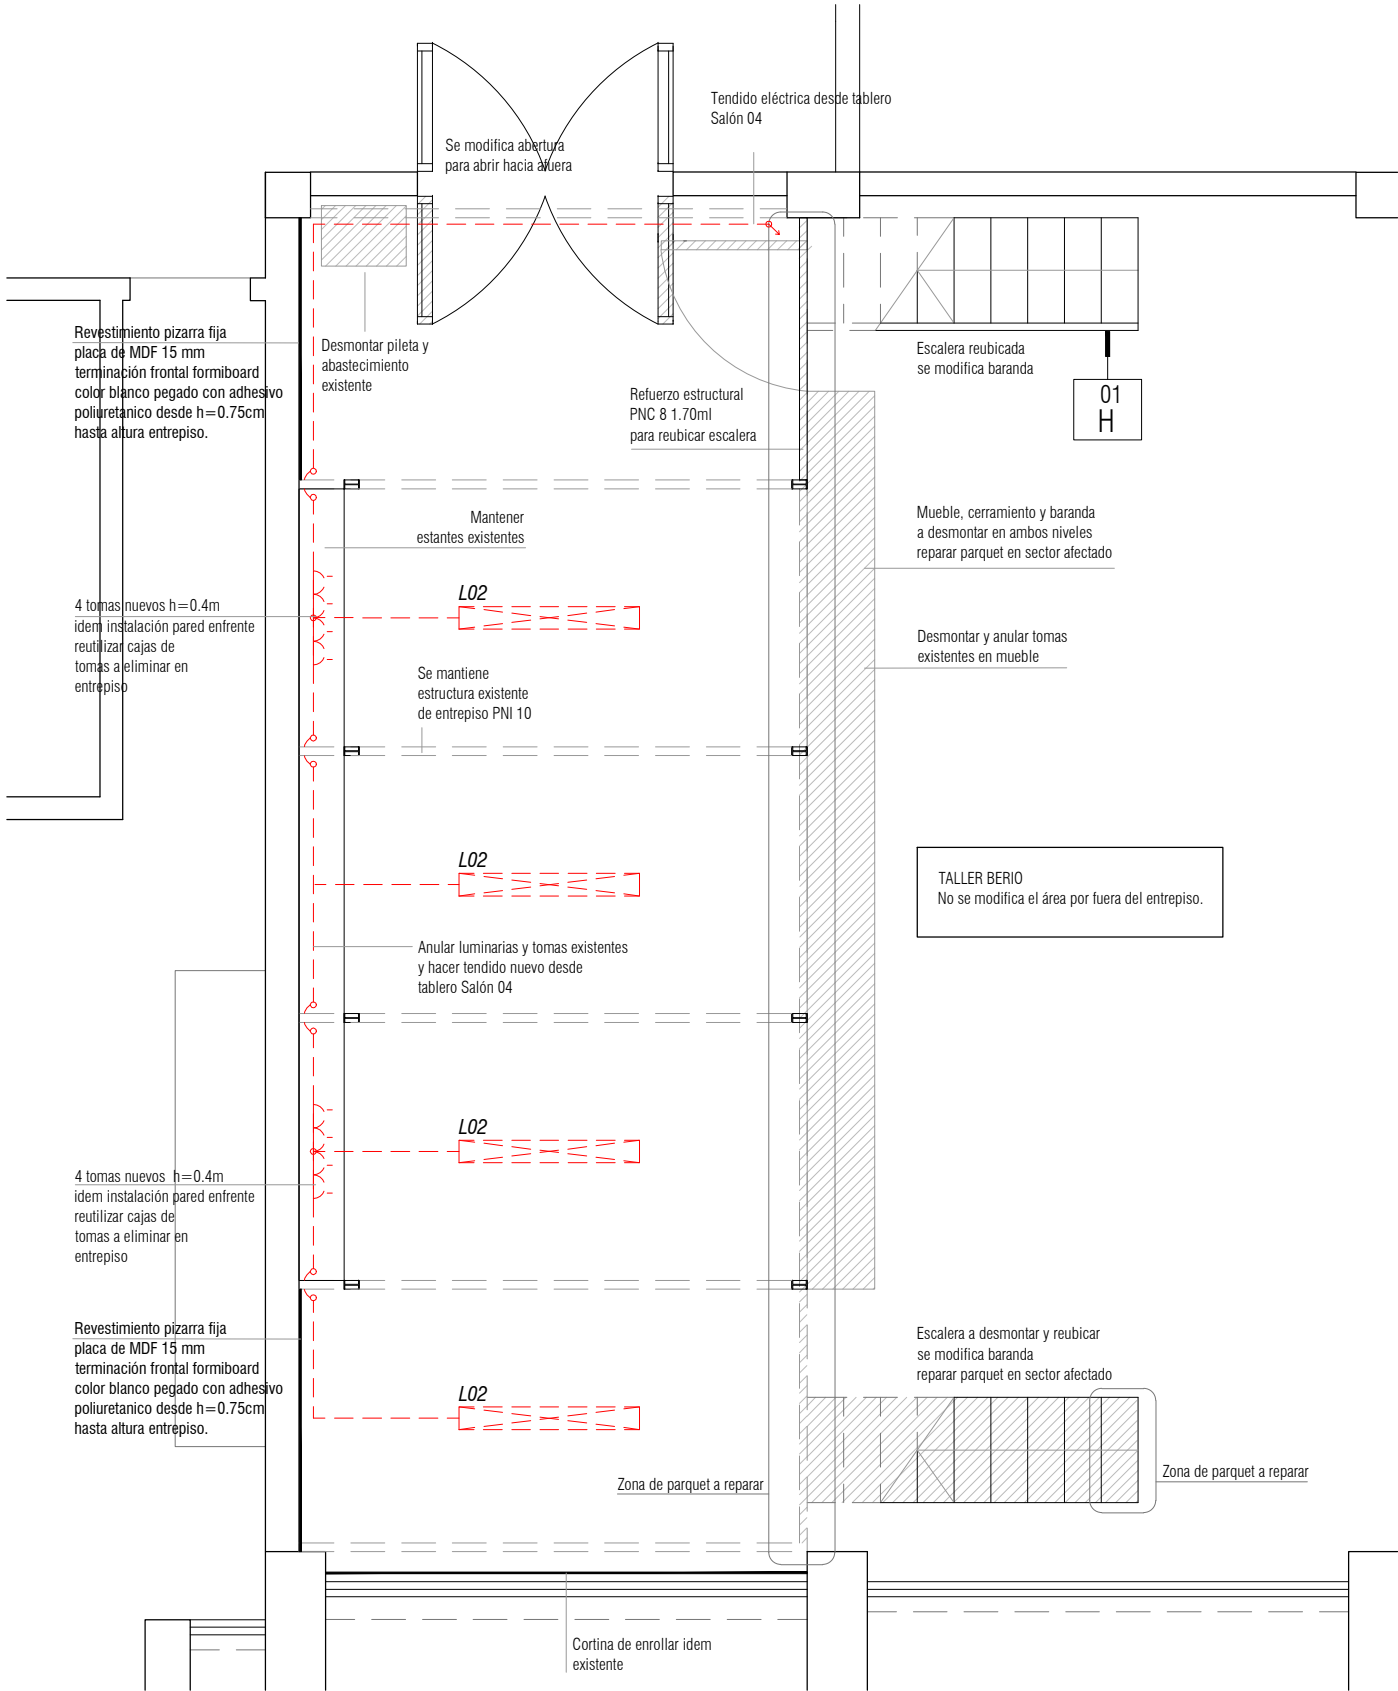 Tendido eléctrica desde tablero
Salón 04
Se modifica abertura
para abrir hacia afuera
Revestimiento pizarra fija
placa de MDF 15 mm
terminación frontal formiboard
color blanco pegado con adhesivo
poliuretanico desde h=0.75cm
hasta altura entrepiso.
Desmontar pileta y
abastecimiento
existente
Refuerzo estructural
PNC 8 1.70ml
para reubicar escalera
Escalera reubicada
se modifica baranda
01
H
Mantener
estantes existentes
Mueble, cerramiento y baranda
a desmontar en ambos niveles
reparar parquet en sector afectado
L02
4 tomas nuevos h=0.4m
idem instalación pared enfrente
reutilizar cajas de
tomas a eliminar en
entrepiso
Desmontar y anular tomas
existentes en mueble
Se mantiene
estructura existente
de entrepiso PNI 10
L02
TALLER BERIO
No se modifica el área por fuera del entrepiso.
Anular luminarias y tomas existentes
y hacer tendido nuevo desde
tablero Salón 04
L02
4 tomas nuevos h=0.4m
idem instalación pared enfrente
reutilizar cajas de
tomas a eliminar en
entrepiso
Revestimiento pizarra fija
placa de MDF 15 mm
terminación frontal formiboard
color blanco pegado con adhesivo
poliuretanico desde h=0.75cm
hasta altura entrepiso.
Escalera a desmontar y reubicar
se modifica baranda
reparar parquet en sector afectado
L02
Zona de parquet a reparar
Zona de parquet a reparar
Cortina de enrollar idem
existente